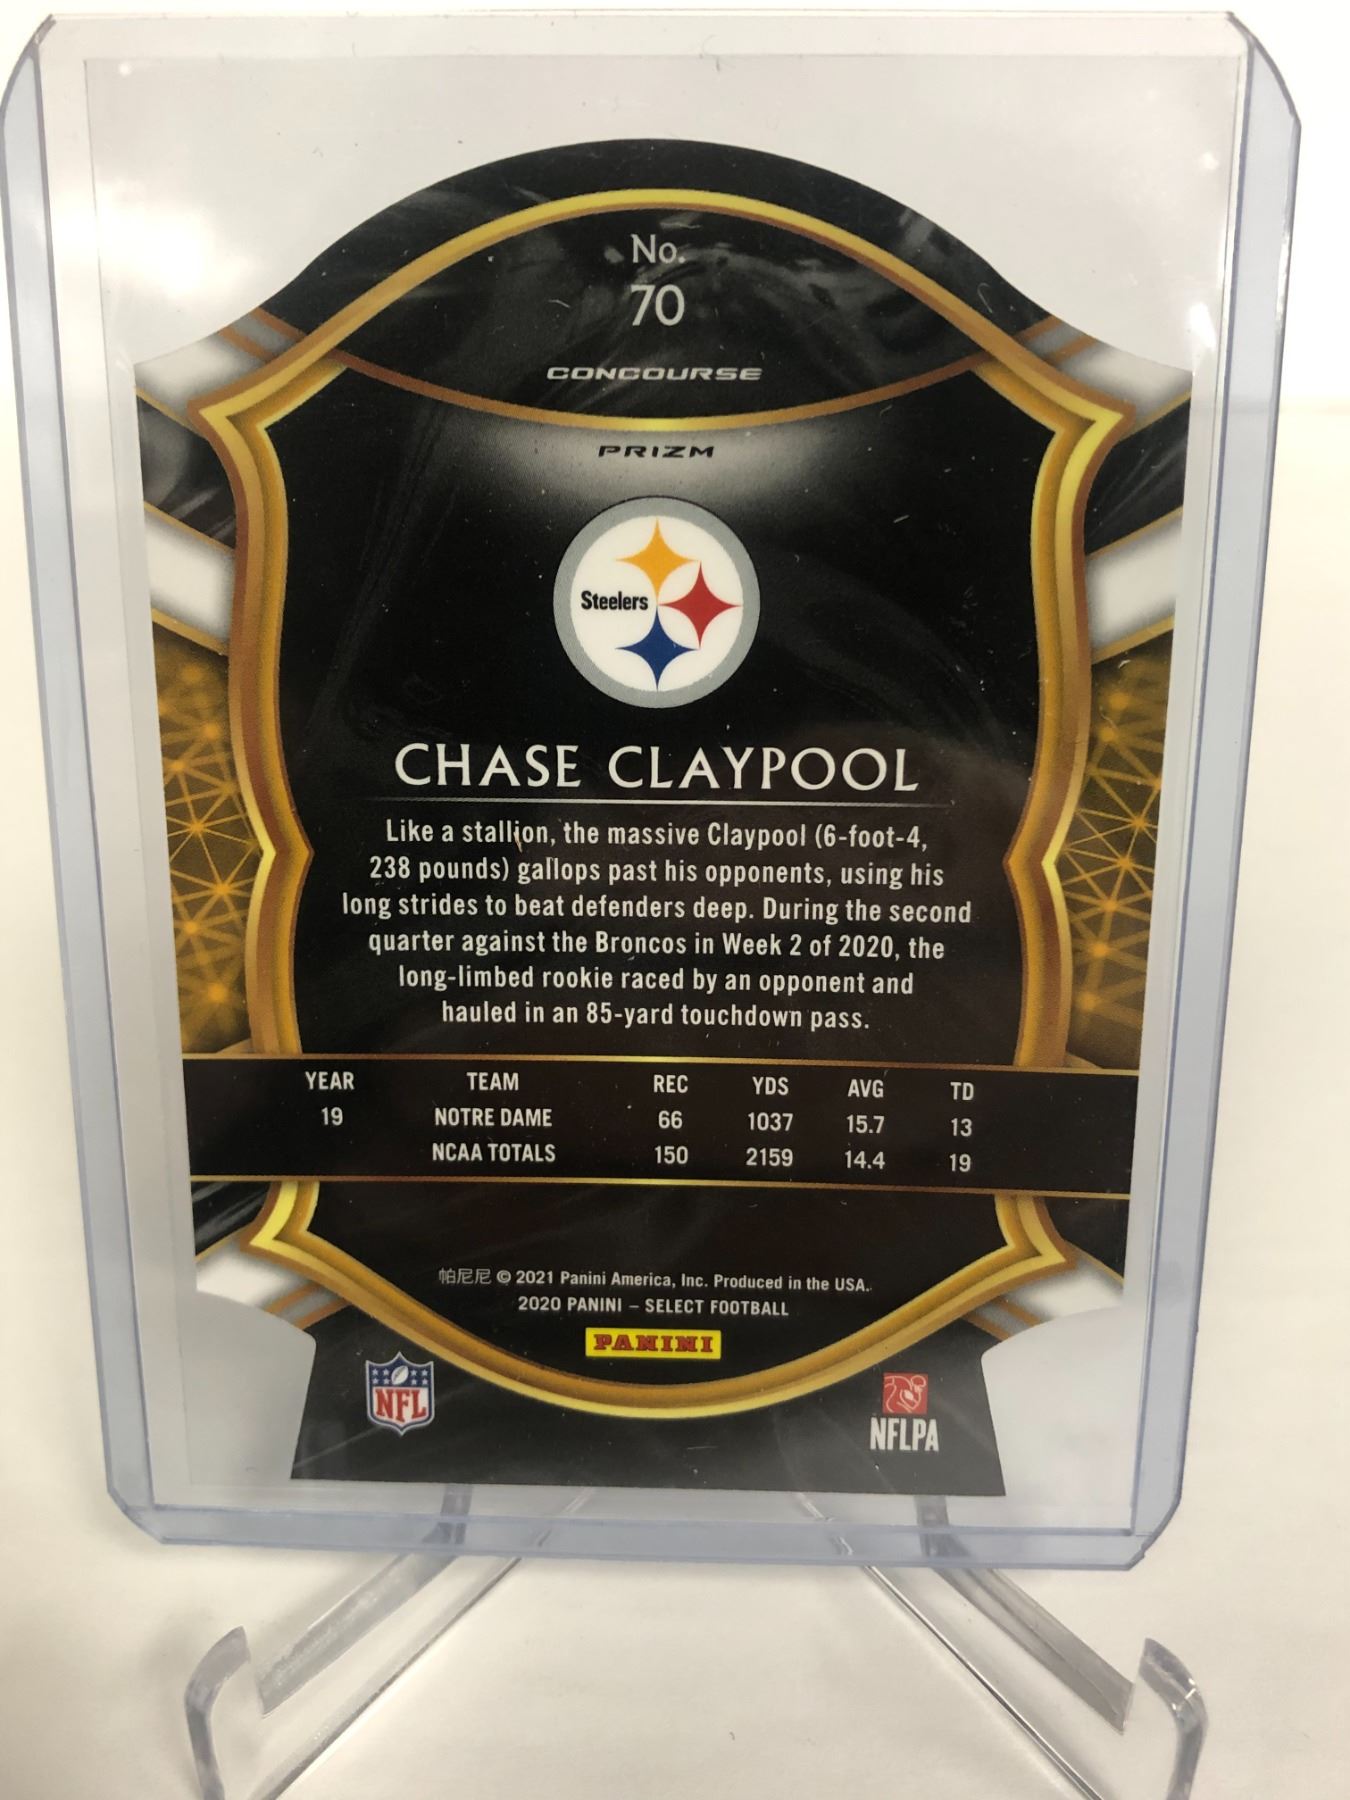 No.
70
CONCOURSE
PRIZM
Steelers
CHASE CLAYPOOL
Like a stallion, the massive Claypool (6-foot-4,
238 pounds) gallops past his opponents, using his
long strides to beat defenders deep. During the second
quarter against the Broncos in Week 2 of 2020, the
long-limbed rookie raced by an opponent and
hauled in an 85-yard touchdown pass.
YEAR TEAM REC YDS AVG TD
19 NOTRE DAME 66 1037 15.7 13
NCAA TOTALS 150 2159 14.4 19
帕尼尼 © 2021 Panini America, Inc. Produced in the USA.
2020 PANINI – SELECT FOOTBALL
PANINI
NFL
NFLPA